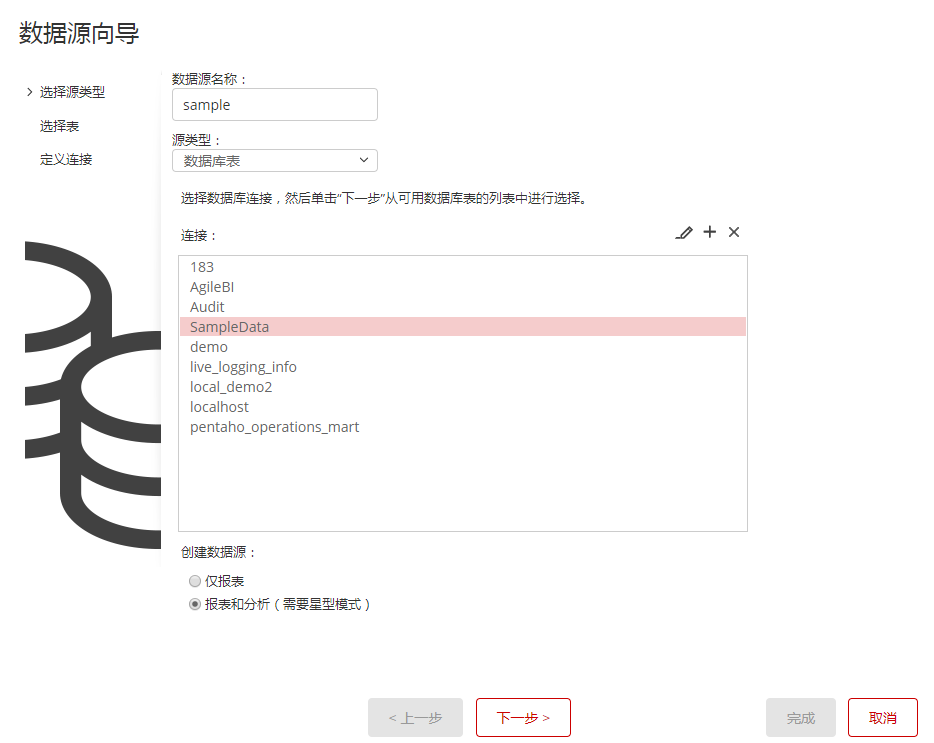 数据源向导
选择源类型
选择表
定义连接
数据源名称：
sample
源类型：
数据库表
选择数据库连接，然后单击“下一步”从可用数据库表的列表中进行选择。
连接：
183
AgileBI
Audit
SampleData
demo
live_logging_info
local_demo2
localhost
pentaho_operations_mart
创建数据源：
仅报表
报表和分析（需要星型模式）
< 上一步
下一步 >
完成
取消